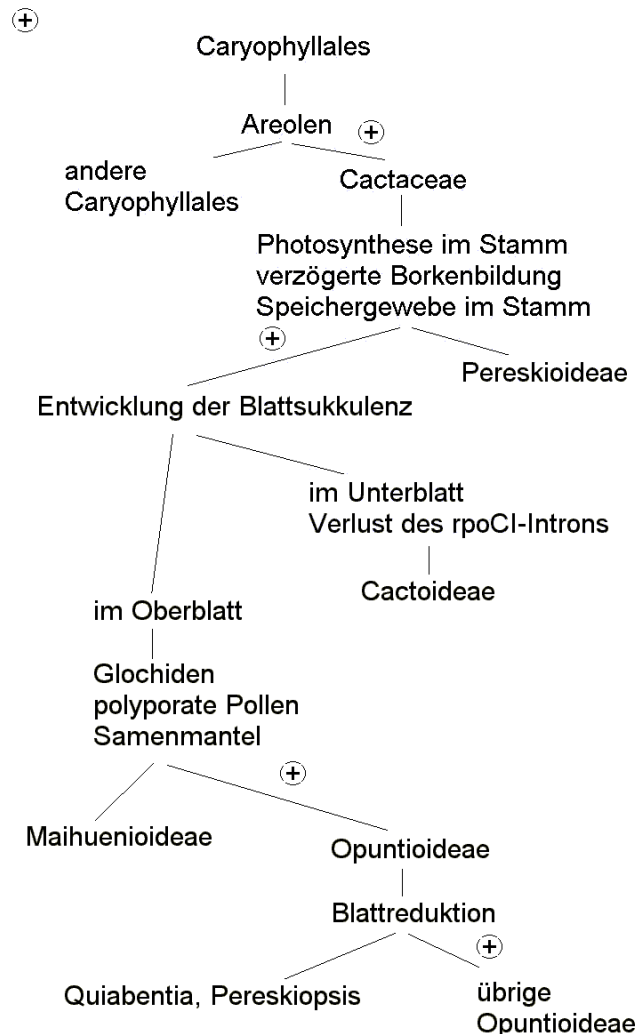 Caryophyllales
Areolen
andere
Caryophyllales
Cactaceae
Photosynthese im Stamm
verzögerte Borkenbildung
Speichergewebe im Stamm
Pereskioideae
Entwicklung der Blattsukkulenz
im Unterblatt
Verlust des rpoCI-Introns
Cactoideae
im Oberblatt
Glochiden
polyporate Pollen
Samenmantel
Maihuenioideae
Opuntioideae
Blattreduktion
Quiabentia, Pereskiopsis
übrige
Opuntioideae